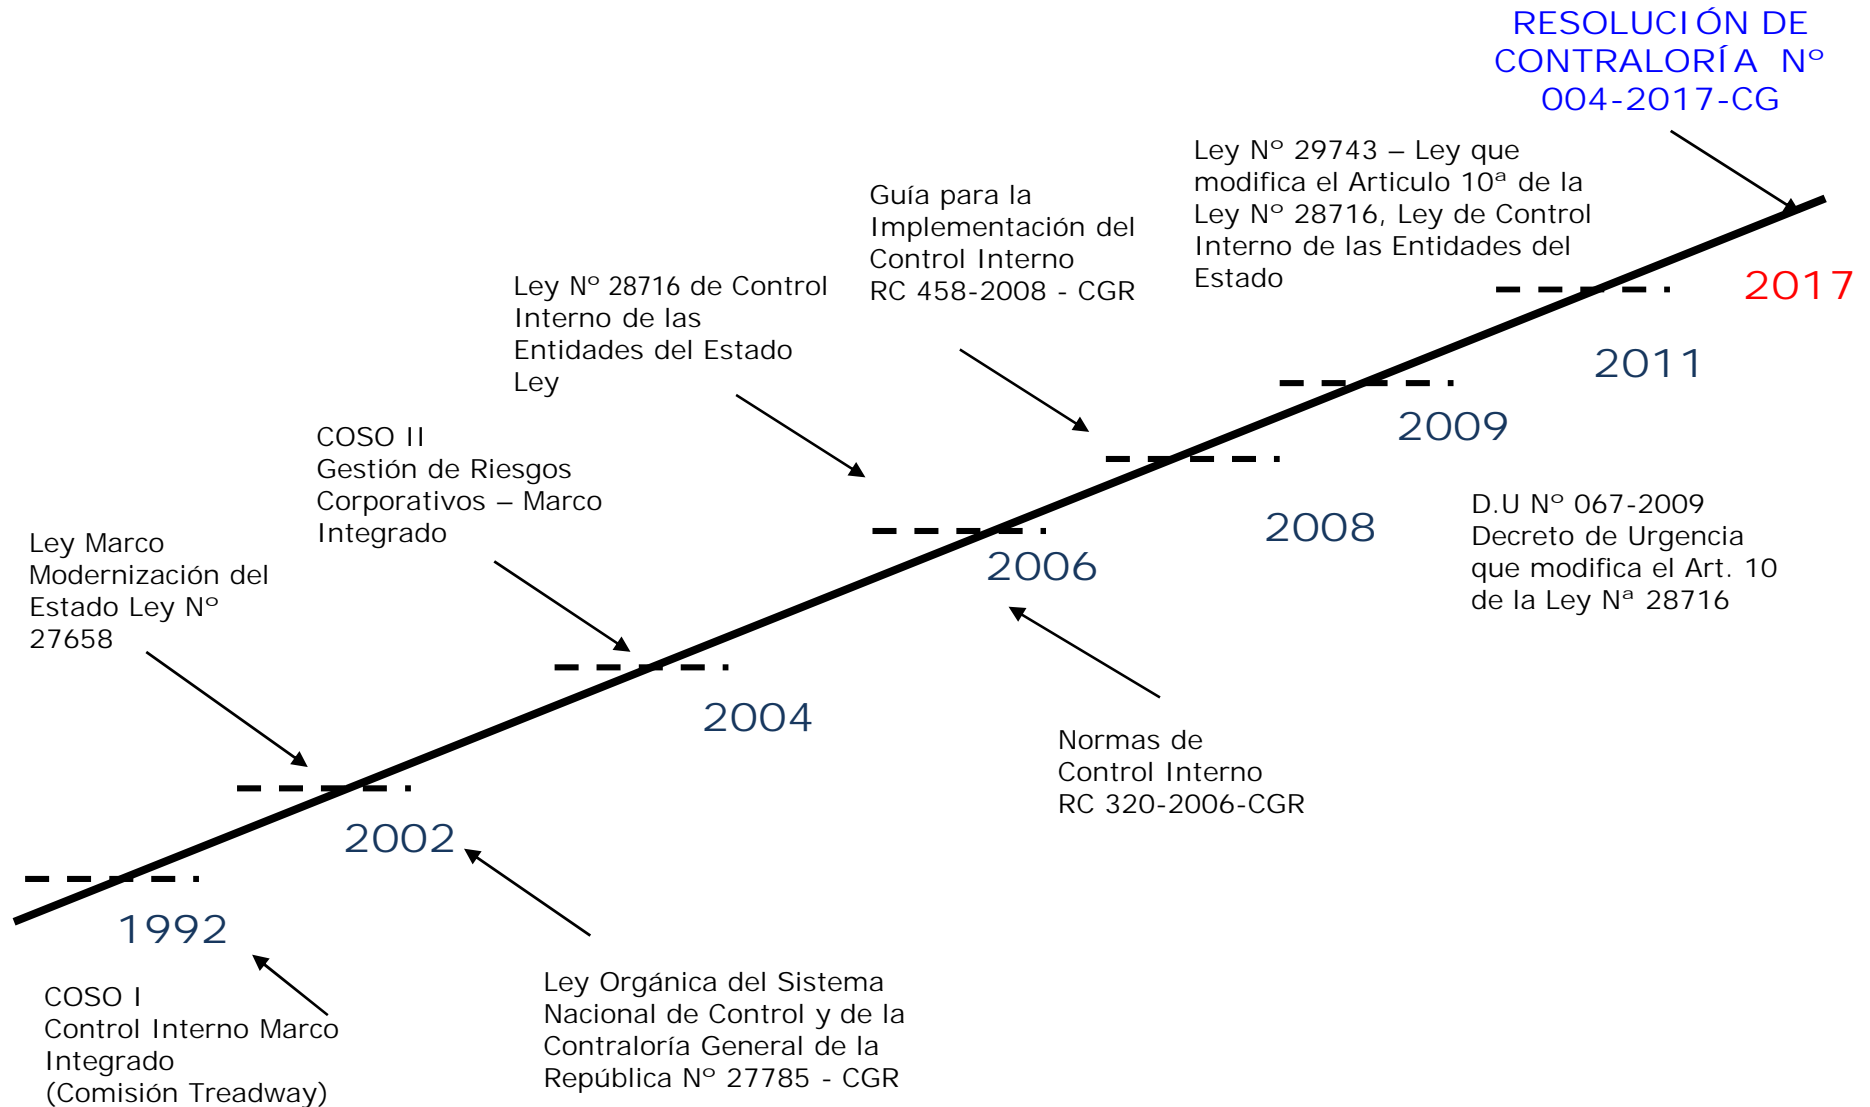 RESOLUCIÓN DE
CONTRALORÍA Nº
004-2017-CG
Ley Nº 29743 – Ley que
modifica el Articulo 10ª de la
Ley Nº 28716, Ley de Control
Interno de las Entidades del
Estado
Guía para la
Implementación del
Control Interno
RC 458-2008 - CGR
Ley Nº 28716 de Control
Interno de las
Entidades del Estado
Ley
COSO II
Gestión de Riesgos
Corporativos – Marco
Integrado
Ley Marco
Modernización del
Estado Ley Nº
27658
2017
2011
2009
2008
2006
2004
2002
1992
D.U Nº 067-2009
Decreto de Urgencia
que modifica el Art. 10
de la Ley Nª 28716
Normas de
Control Interno
RC 320-2006-CGR
Ley Orgánica del Sistema
Nacional de Control y de la
Contraloría General de la
República Nº 27785 - CGR
COSO I
Control Interno Marco
Integrado
(Comisión Treadway)